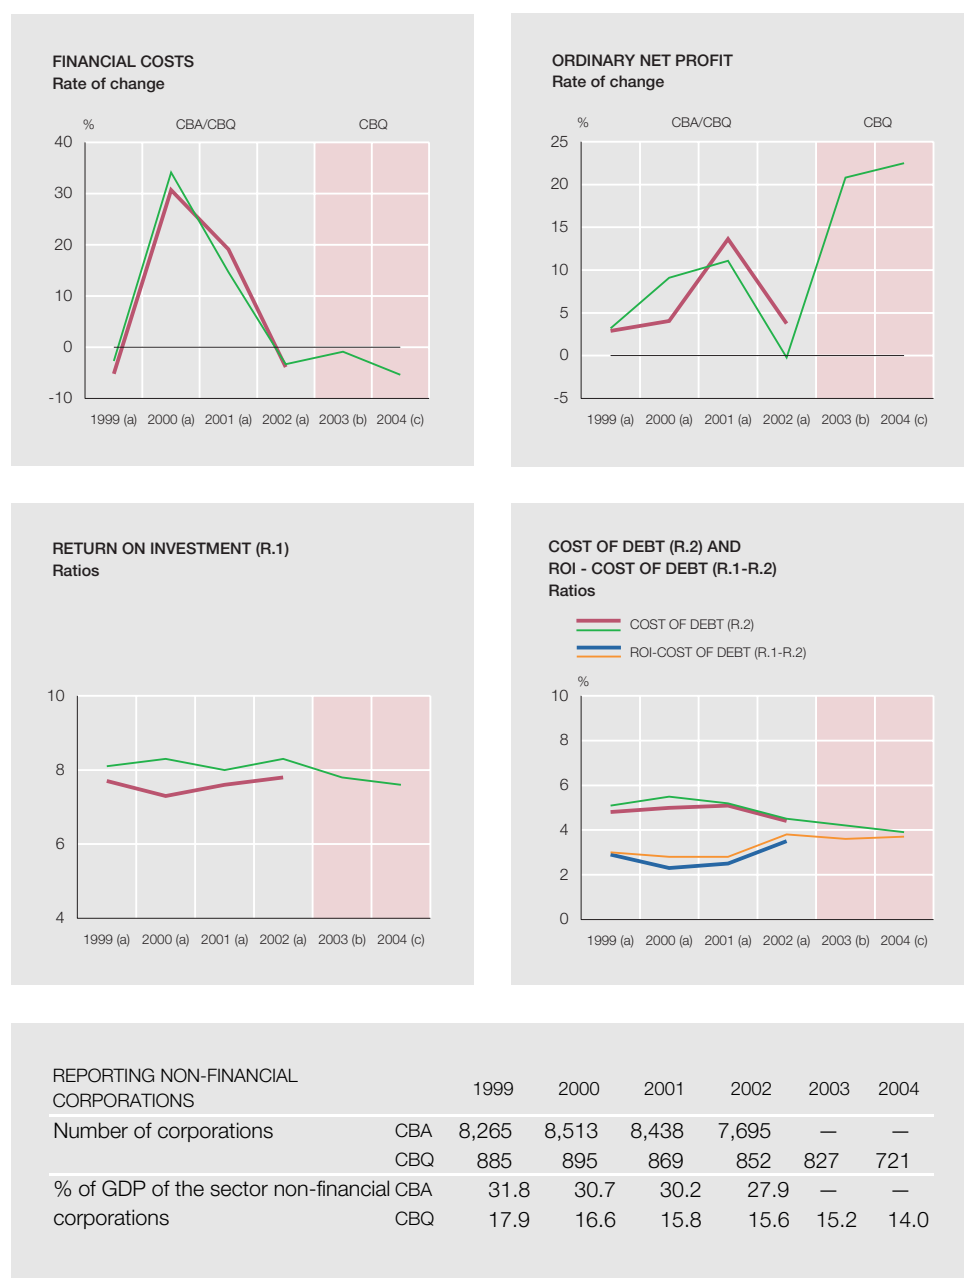 FINANCIAL COSTS
Rate of change
% CBA/CBQ CBQ
40
30
20
10
0
-10
1999 (a) 2000 (a) 2001 (a) 2002 (a) 2003 (b) 2004 (c)
ORDINARY NET PROFIT
Rate of change
% CBA/CBQ CBQ
25
20
15
10
5
0
-5
1999 (a) 2000 (a) 2001 (a) 2002 (a) 2003 (b) 2004 (c)
RETURN ON INVESTMENT (R.1)
Ratios
10
8
6
4
1999 (a) 2000 (a) 2001 (a) 2002 (a) 2003 (b) 2004 (c)
COST OF DEBT (R.2) AND
ROI - COST OF DEBT (R.1-R.2)
Ratios
COST OF DEBT (R.2)
ROI-COST OF DEBT (R.1-R.2)
%
10
8
6
4
2
0
1999 (a) 2000 (a) 2001 (a) 2002 (a) 2003 (b) 2004 (c)
REPORTING NON-FINANCIAL
CORPORATIONS 1999 2000 2001 2002 2003 2004
Number of corporations CBA 8,265 8,513 8,438 7,695 — —
CBQ 885 895 869 852 827 721
% of GDP of the sector non-financial CBA 31.8 30.7 30.2 27.9 — —
corporations CBQ 17.9 16.6 15.8 15.6 15.2 14.0